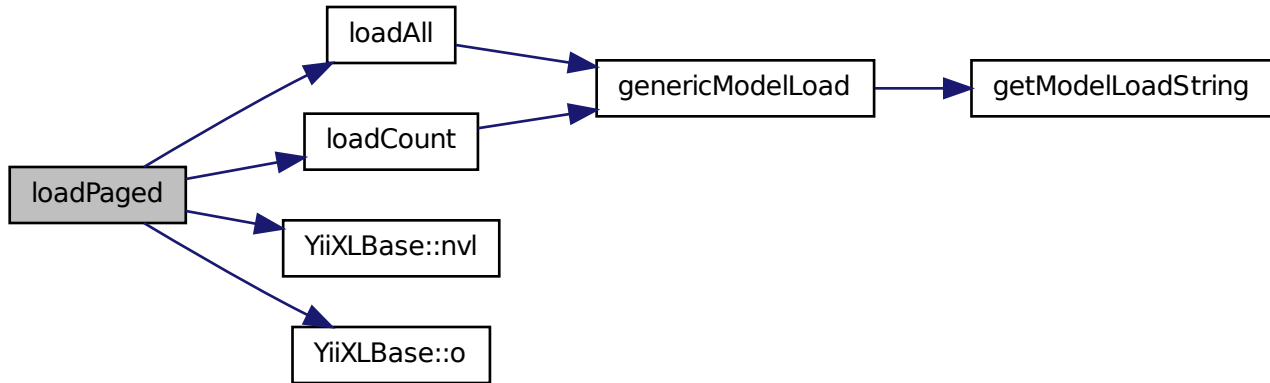 loadPaged
loadAll
loadCount
YiiXLBase::nvl
YiiXLBase::o
genericModelLoad
getModelLoadString